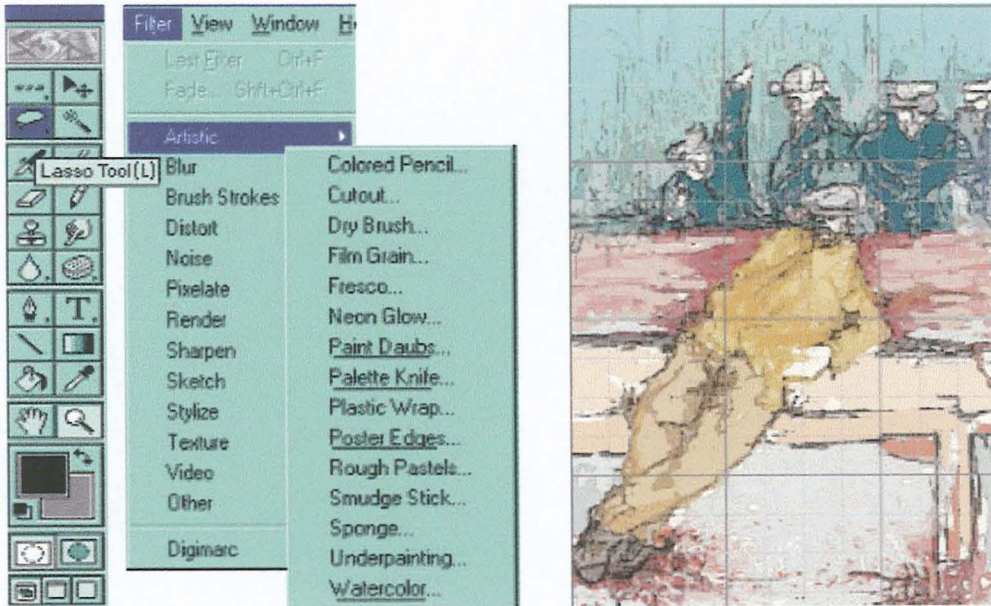 Filter View Window H
Last Filter Ctrl+F
Fade... Shft+Ctrl+F
Artistic
Blur
Brush Strokes
Distort
Noise
Pixelate
Render
Sharpen
Sketch
Stylize
Texture
Video
Other
Digimarc
Colored Pencil...
Cutout...
Dry Brush...
Film Grain...
Fresco...
Neon Glow...
Paint Daubs...
Palette Knife...
Plastic Wrap...
Poster Edges...
Rough Pastels...
Smudge Stick...
Sponge...
Underpainting...
Watercolor...
Lasso Tool(L)
T